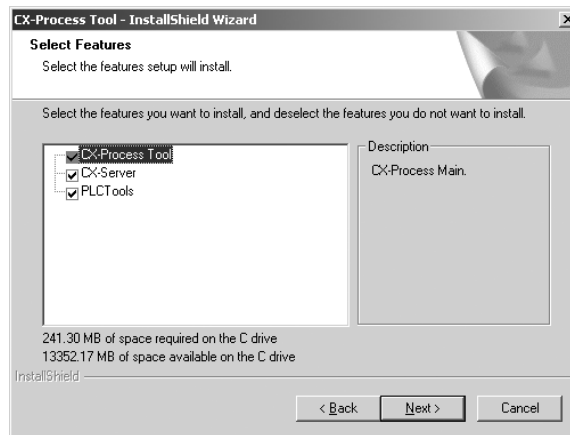 CX-Process Tool - InstallShield Wizard
Select Features
Select the features setup will install.
Select the features you want to install, and deselect the features you do not want to install.
CX-Process Tool
CX-Server
PLCTools
Description
CX-Process Main.
241.30 MB of space required on the C drive
13352.17 MB of space available on the C drive
InstallShield
< Back
Next >
Cancel